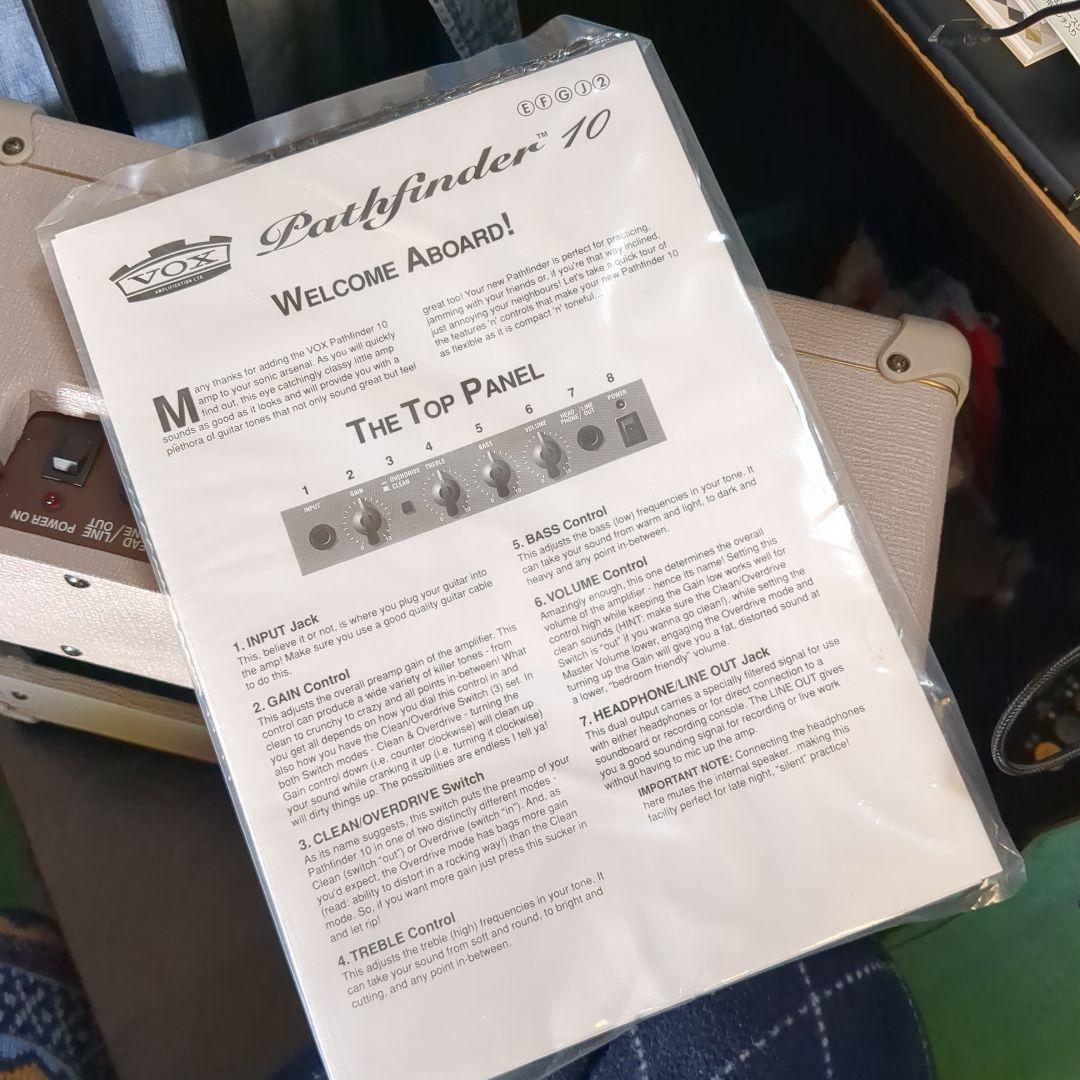 Ⓔ Ⓕ Ⓖ Ⓙ ②
Pathfinder™ 10
VOX
AMPLIFICATION LTD
WELCOME ABOARD!
Many thanks for adding the VOX Pathfinder 10
amp to your sonic arsenal. As you will quickly
find out, this eye catchingly classy little amp
sounds as good as it looks and will provide you with a
plethora of guitar tones that not only sound great but feel
great too! Your new Pathfinder is perfect for practicing,
jamming with your friends or, if you're that way inclined,
just annoying your neighbours! Let's take a quick tour of
the features 'n' controls that make your new Pathfinder 10
as flexible as it is compact 'n' toneful...
THE TOP PANEL
1 2 3 4 5 6 7 8
INPUT
GAIN
OVERDRIVE
CLEAN
TREBLE
BASS
VOLUME
HEAD PHONE / LINE OUT
POWER
1. INPUT Jack
This, believe it or not, is where you plug your guitar into
the amp! Make sure you use a good quality guitar cable
to do this.
2. GAIN Control
This adjusts the overall preamp gain of the amplifier. This
control can produce a wide variety of killer tones - from
clean to crunchy to crazy and all points in-between! What
you get all depends on how you dial this control in and
also how you have the Clean/Overdrive Switch (3) set. In
both Switch modes - Clean & Overdrive - turning the
Gain control down (i.e. counter clockwise) will clean up
your sound while cranking it up (i.e. turning it clockwise)
will dirty things up. The possibilities are endless I tell ya!
3. CLEAN/OVERDRIVE Switch
As its name suggests, this switch puts the preamp of your
Pathfinder 10 in one of two distinctly different modes -
Clean (switch "out") or Overdrive (switch "in"). And, as
you'd expect, the Overdrive mode has bags more gain
(read: ability to distort in a rocking way!) than the Clean
mode. So, if you want more gain just press this sucker in
and let rip!
4. TREBLE Control
This adjusts the treble (high) frequencies in your tone. It
can take your sound from soft and round, to bright and
cutting, and any point in-between.
5. BASS Control
This adjusts the bass (low) frequencies in your tone. It
can take your sound from warm and light, to dark and
heavy and any point in-between.
6. VOLUME Control
Amazingly enough, this one determines the overall
volume of the amplifier - hence its name! Setting this
control high while keeping the Gain low works well for
clean sounds (HINT: make sure the Clean/Overdrive
Switch is "out" if you wanna go clean!), while setting the
Master Volume lower, engaging the Overdrive mode and
turning up the Gain will give you a fat, distorted sound at
a lower, "bedroom friendly" volume.
7. HEADPHONE/LINE OUT Jack
This dual output carries a specially filtered signal for use
with either headphones or for direct connection to a
soundboard or recording console. The LINE OUT gives
you a good sounding signal for recording or live work
without having to mic up the amp.
IMPORTANT NOTE: Connecting the headphones
here mutes the internal speaker...making this
facility perfect for late night, "silent" practice!
POWER ON
LINE
OUT